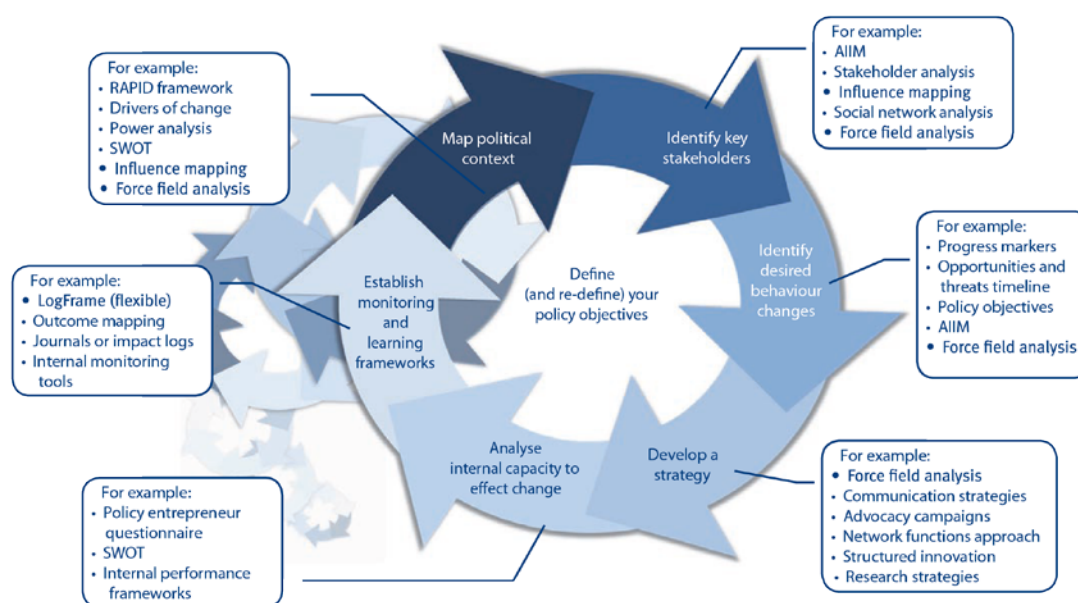 For example:
• RAPID framework
• Drivers of change
• Power analysis
• SWOT
• Influence mapping
• Force field analysis
Map political
context
Identify key
stakeholders
For example:
• AIIM
• Stakeholder analysis
• Influence mapping
• Social network analysis
• Force field analysis
For example:
• LogFrame (flexible)
• Outcome mapping
• Journals or impact logs
• Internal monitoring
tools
Establish
monitoring
and
learning
frameworks
Define
(and re-define) your
policy objectives
Identify
desired
behaviour
changes
For example:
• Progress markers
• Opportunities and
threats timeline
• Policy objectives
• AIIM
• Force field analysis
For example:
• Policy entrepreneur
questionnaire
• SWOT
• Internal performance
frameworks
Analyse
internal capacity to
effect change
Develop a
strategy
For example:
• Force field analysis
• Communication strategies
• Advocacy campaigns
• Network functions approach
• Structured innovation
• Research strategies